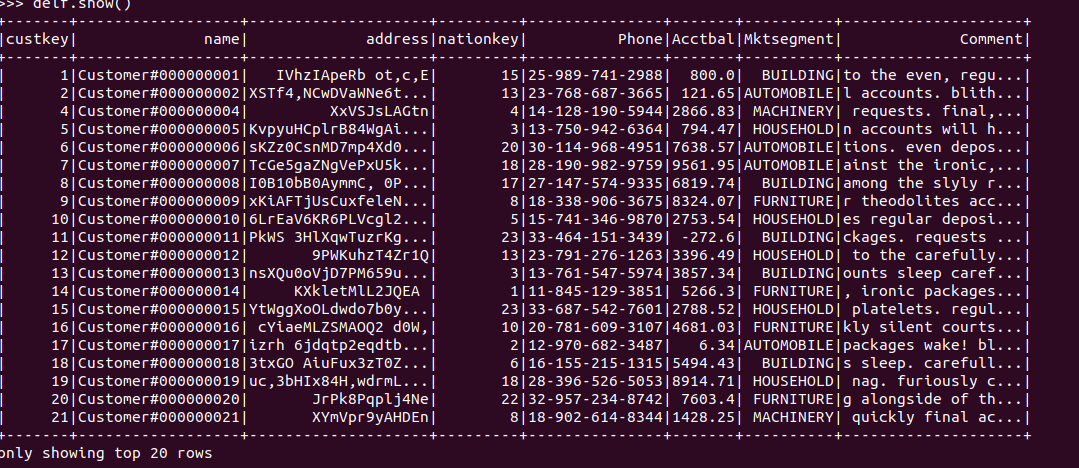 >>> delf.show()
+-------+------------------+--------------------+---------+---------------+-------+----------+--------------------+
|custkey| name| address|nationkey| Phone|Acctbal|Mktsegment| Comment|
+-------+------------------+--------------------+---------+---------------+-------+----------+--------------------+
| 1|Customer#000000001| IVhzIApeRb ot,c,E| 15|25-989-741-2988| 800.0| BUILDING|to the even, regu...|
| 2|Customer#000000002|XSTf4,NCwDVaWNe6t...| 13|23-768-687-3665| 121.65|AUTOMOBILE|l accounts. blith...|
| 4|Customer#000000004| XxVSJsLAGtn| 4|14-128-190-5944|2866.83| MACHINERY| requests. final,...|
| 5|Customer#000000005|KvpyuHCplrB84WgAi...| 3|13-750-942-6364| 794.47| HOUSEHOLD|n accounts will h...|
| 6|Customer#000000006|sKZz0CsnMD7mp4Xd0...| 20|30-114-968-4951|7638.57|AUTOMOBILE|tions. even depos...|
| 7|Customer#000000007|TcGe5gaZNgVePxU5k...| 18|28-190-982-9759|9561.95|AUTOMOBILE|ainst the ironic,...|
| 8|Customer#000000008|I0B10bB0AymmC, 0P...| 17|27-147-574-9335|6819.74| BUILDING|among the slyly r...|
| 9|Customer#000000009|xKiAFTjUsCuxfeleN...| 8|18-338-906-3675|8324.07| FURNITURE|r theodolites acc...|
| 10|Customer#000000010|6LrEaV6KR6PLVcgl2...| 5|15-741-346-9870|2753.54| HOUSEHOLD|es regular deposi...|
| 11|Customer#000000011|PkWS 3HlXqwTuzrKg...| 23|33-464-151-3439| -272.6| BUILDING|ckages. requests ...|
| 12|Customer#000000012| 9PWKuhzT4Zr1Q| 13|23-791-276-1263|3396.49| HOUSEHOLD| to the carefully...|
| 13|Customer#000000013|nsXQu0oVjD7PM659u...| 3|13-761-547-5974|3857.34| BUILDING|ounts sleep caref...|
| 14|Customer#000000014| KXkletMlL2JQEA | 1|11-845-129-3851| 5266.3| FURNITURE|, ironic packages...|
| 15|Customer#000000015|YtWggXoOLdwdo7b0y...| 23|33-687-542-7601|2788.52| HOUSEHOLD| platelets. regul...|
| 16|Customer#000000016| cYiaeMLZSMAOQ2 d0W,| 10|20-781-609-3107|4681.03| FURNITURE|kly silent courts...|
| 17|Customer#000000017|izrh 6jdqtp2eqdtb...| 2|12-970-682-3487| 6.34|AUTOMOBILE|packages wake! bl...|
| 18|Customer#000000018|3txGO AiuFux3zT0Z...| 6|16-155-215-1315|5494.43| BUILDING|s sleep. carefull...|
| 19|Customer#000000019|uc,3bHIx84H,wdrmL...| 18|28-396-526-5053|8914.71| HOUSEHOLD| nag. furiously c...|
| 20|Customer#000000020| JrPk8Pqplj4Ne| 22|32-957-234-8742| 7603.4| FURNITURE|g alongside of th...|
| 21|Customer#000000021| XYmVpr9yAHDEn| 8|18-902-614-8344|1428.25| MACHINERY| quickly final ac...|
+-------+------------------+--------------------+---------+---------------+-------+----------+--------------------+
only showing top 20 rows